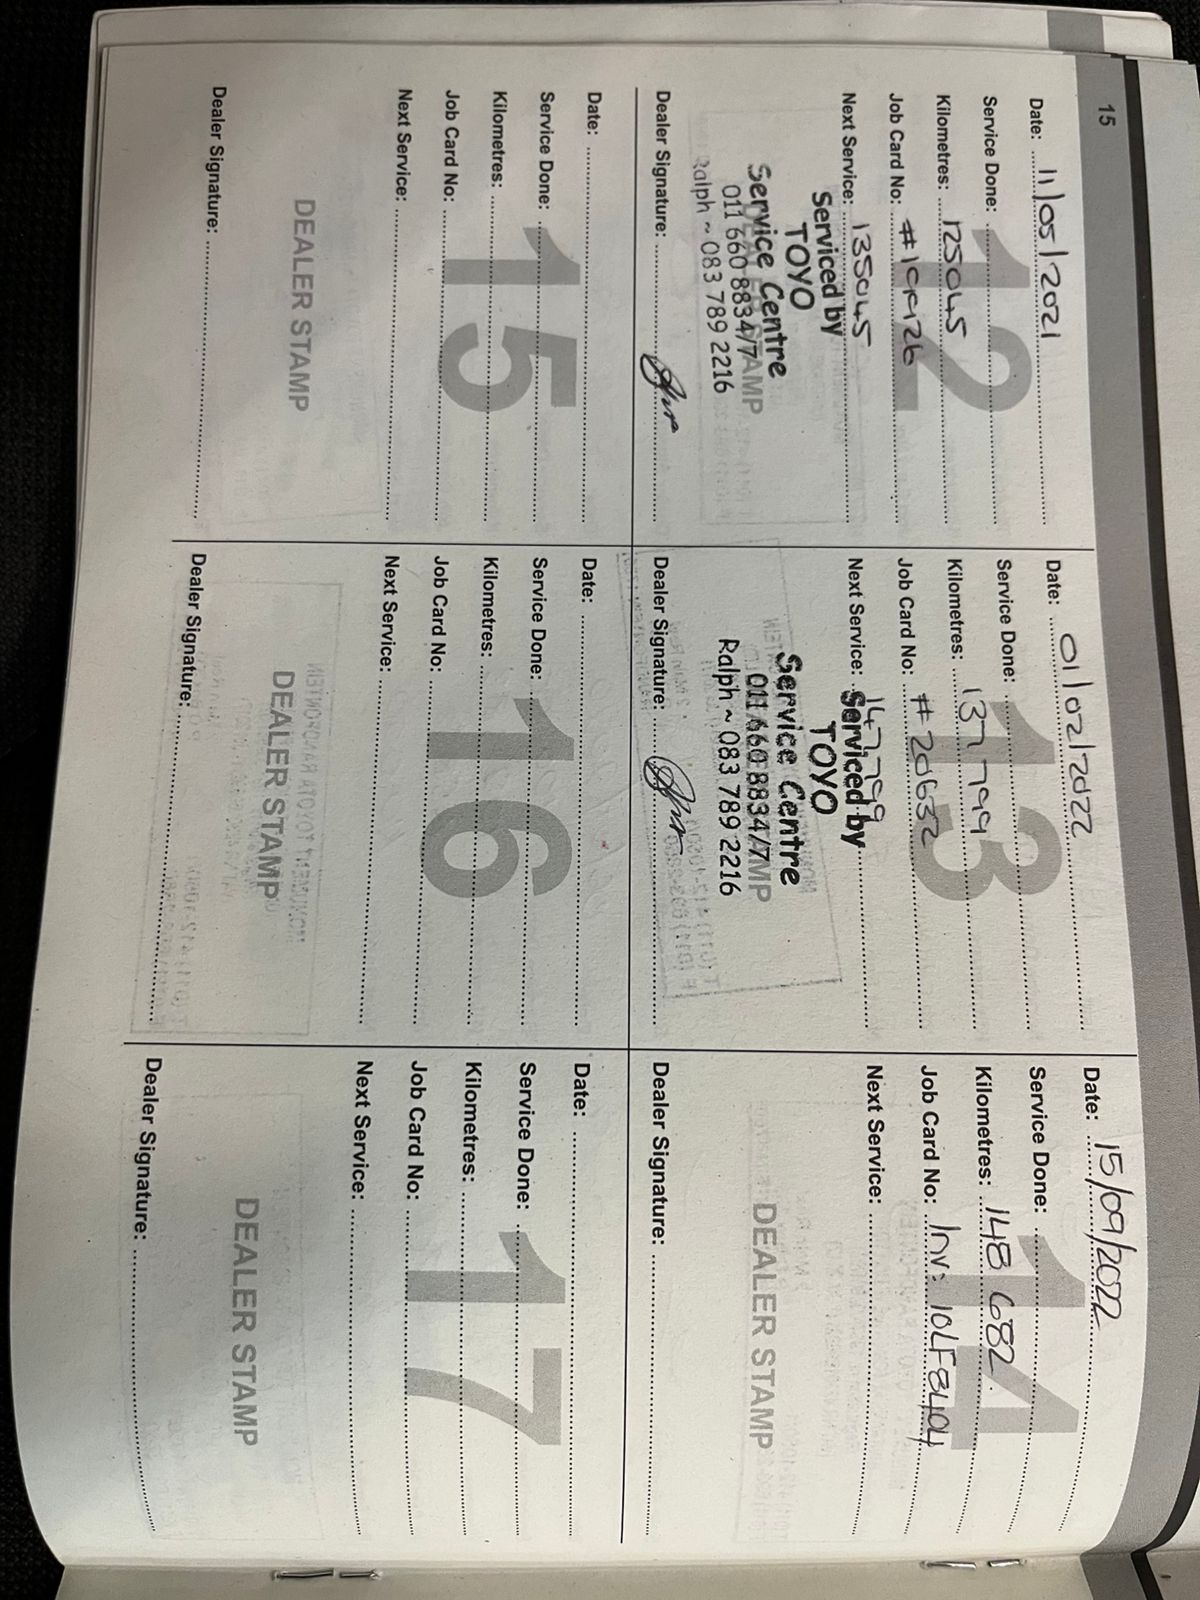 15
Date: 11/05/2021
Service Done:
Kilometres: 125045
Job Card No:
Next Service: 135045
12
Serviced by
TOYO
Service Centre
011 660 8834/7
Ralph ~ 083 789 2216
DEALER STAMP
Dealer Signature:
Date: 01/02/2022
Service Done:
Kilometres: 137 799
Job Card No: #20632
Next Service: 147799
13
Serviced by
TOYO
Service Centre
011 660 8834/7
Ralph ~ 083 789 2216
Dealer Signature:
Date: 15/09/2022
Service Done:
Kilometres: 148 682.
Job Card No: Inv: 10LF8404
Next Service:
14
DEALER STAMP
Dealer Signature:
Date:
Service Done:
Kilometres:
Job Card No:
Next Service:
15
DEALER STAMP
Dealer Signature:
Date:
Service Done:
Kilometres:
Job Card No:
Next Service:
16
DEALER STAMP
Dealer Signature:
Date:
Service Done:
Kilometres:
Job Card No:
Next Service:
17
DEALER STAMP
Dealer Signature: